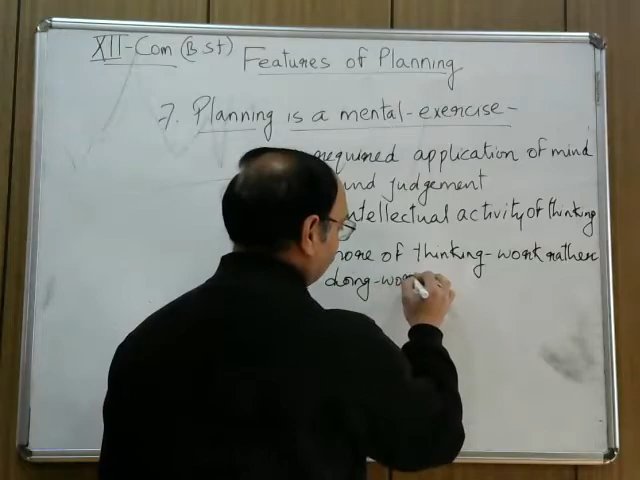 XII-Com (B St) Features of Planning
7. Planning is a mental-exercise-
required application of mind
and judgement
intellectual activity of thinking
more of thinking-work rather
doing-wor